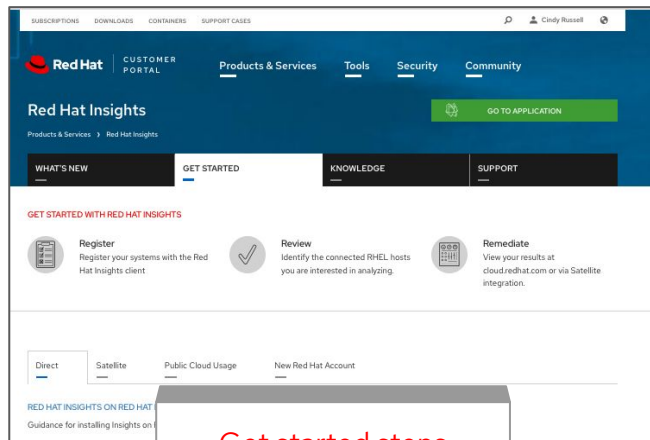 SUBSCRIPTIONS DOWNLOADS CONTAINERS SUPPORT CASES Cindy Russell
Red Hat CUSTOMER PORTAL Products & Services Tools Security Community
Red Hat Insights GO TO APPLICATION
Products & Services Red Hat Insights
WHAT'S NEW GET STARTED KNOWLEDGE SUPPORT
GET STARTED WITH RED HAT INSIGHTS
Register
Register your systems with the Red
Hat Insights client
Review
Identify the connected RHEL hosts
you are interested in analyzing.
Remediate
View your results at
cloud.redhat.com or via Satellite
integration.
Direct Satellite Public Cloud Usage New Red Hat Account
RED HAT INSIGHTS ON RED HAT
Guidance for installing Insights on
Get started steps